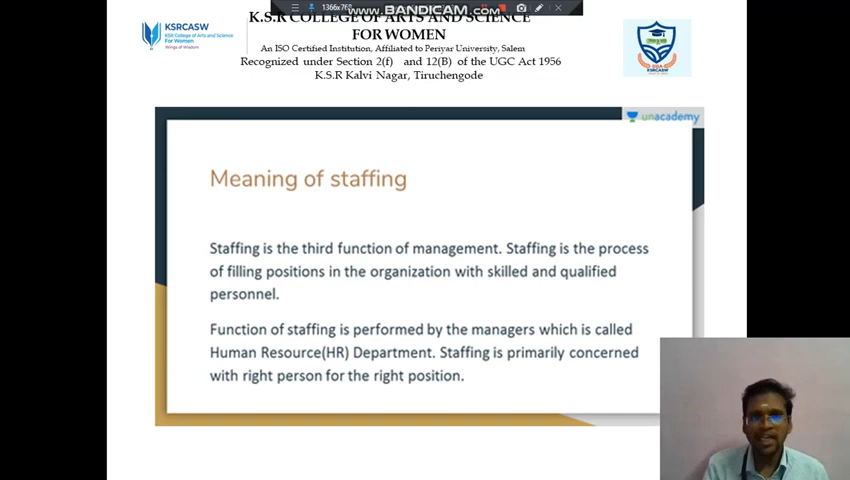 1366x768
www.BANDICAM.com
K.S.R COLLEGE OF ARTS AND SCIENCE
FOR WOMEN
An ISO Certified Institution, Affiliated to Periyar University, Salem
Recognized under Section 2(f) and 12(B) of the UGC Act 1956
K.S.R Kalvi Nagar, Tiruchengode
KSRCASW
KSR College of Arts and Science
For Women
Wings of Wisdom
KSRCASW
unacademy
Meaning of staffing
Staffing is the third function of management. Staffing is the process
of filling positions in the organization with skilled and qualified
personnel.
Function of staffing is performed by the managers which is called
Human Resource(HR) Department. Staffing is primarily concerned
with right person for the right position.